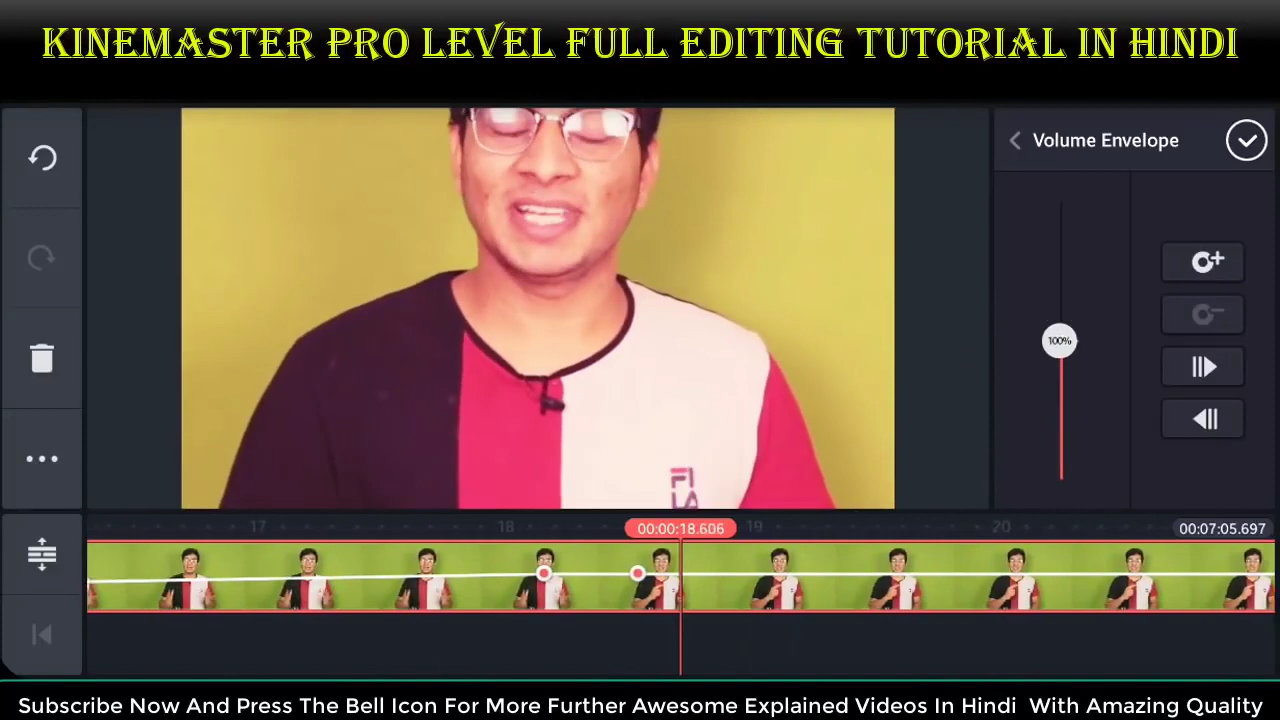 KINEMASTER PRO LEVEL FULL EDITING TUTORIAL IN HINDI
Volume Envelope
100%
FI
LA
17
18
00:00:18.606
19
20
00:07:05.697
Subscribe Now And Press The Bell Icon For More Further Awesome Explained Videos In Hindi With Amazing Quality